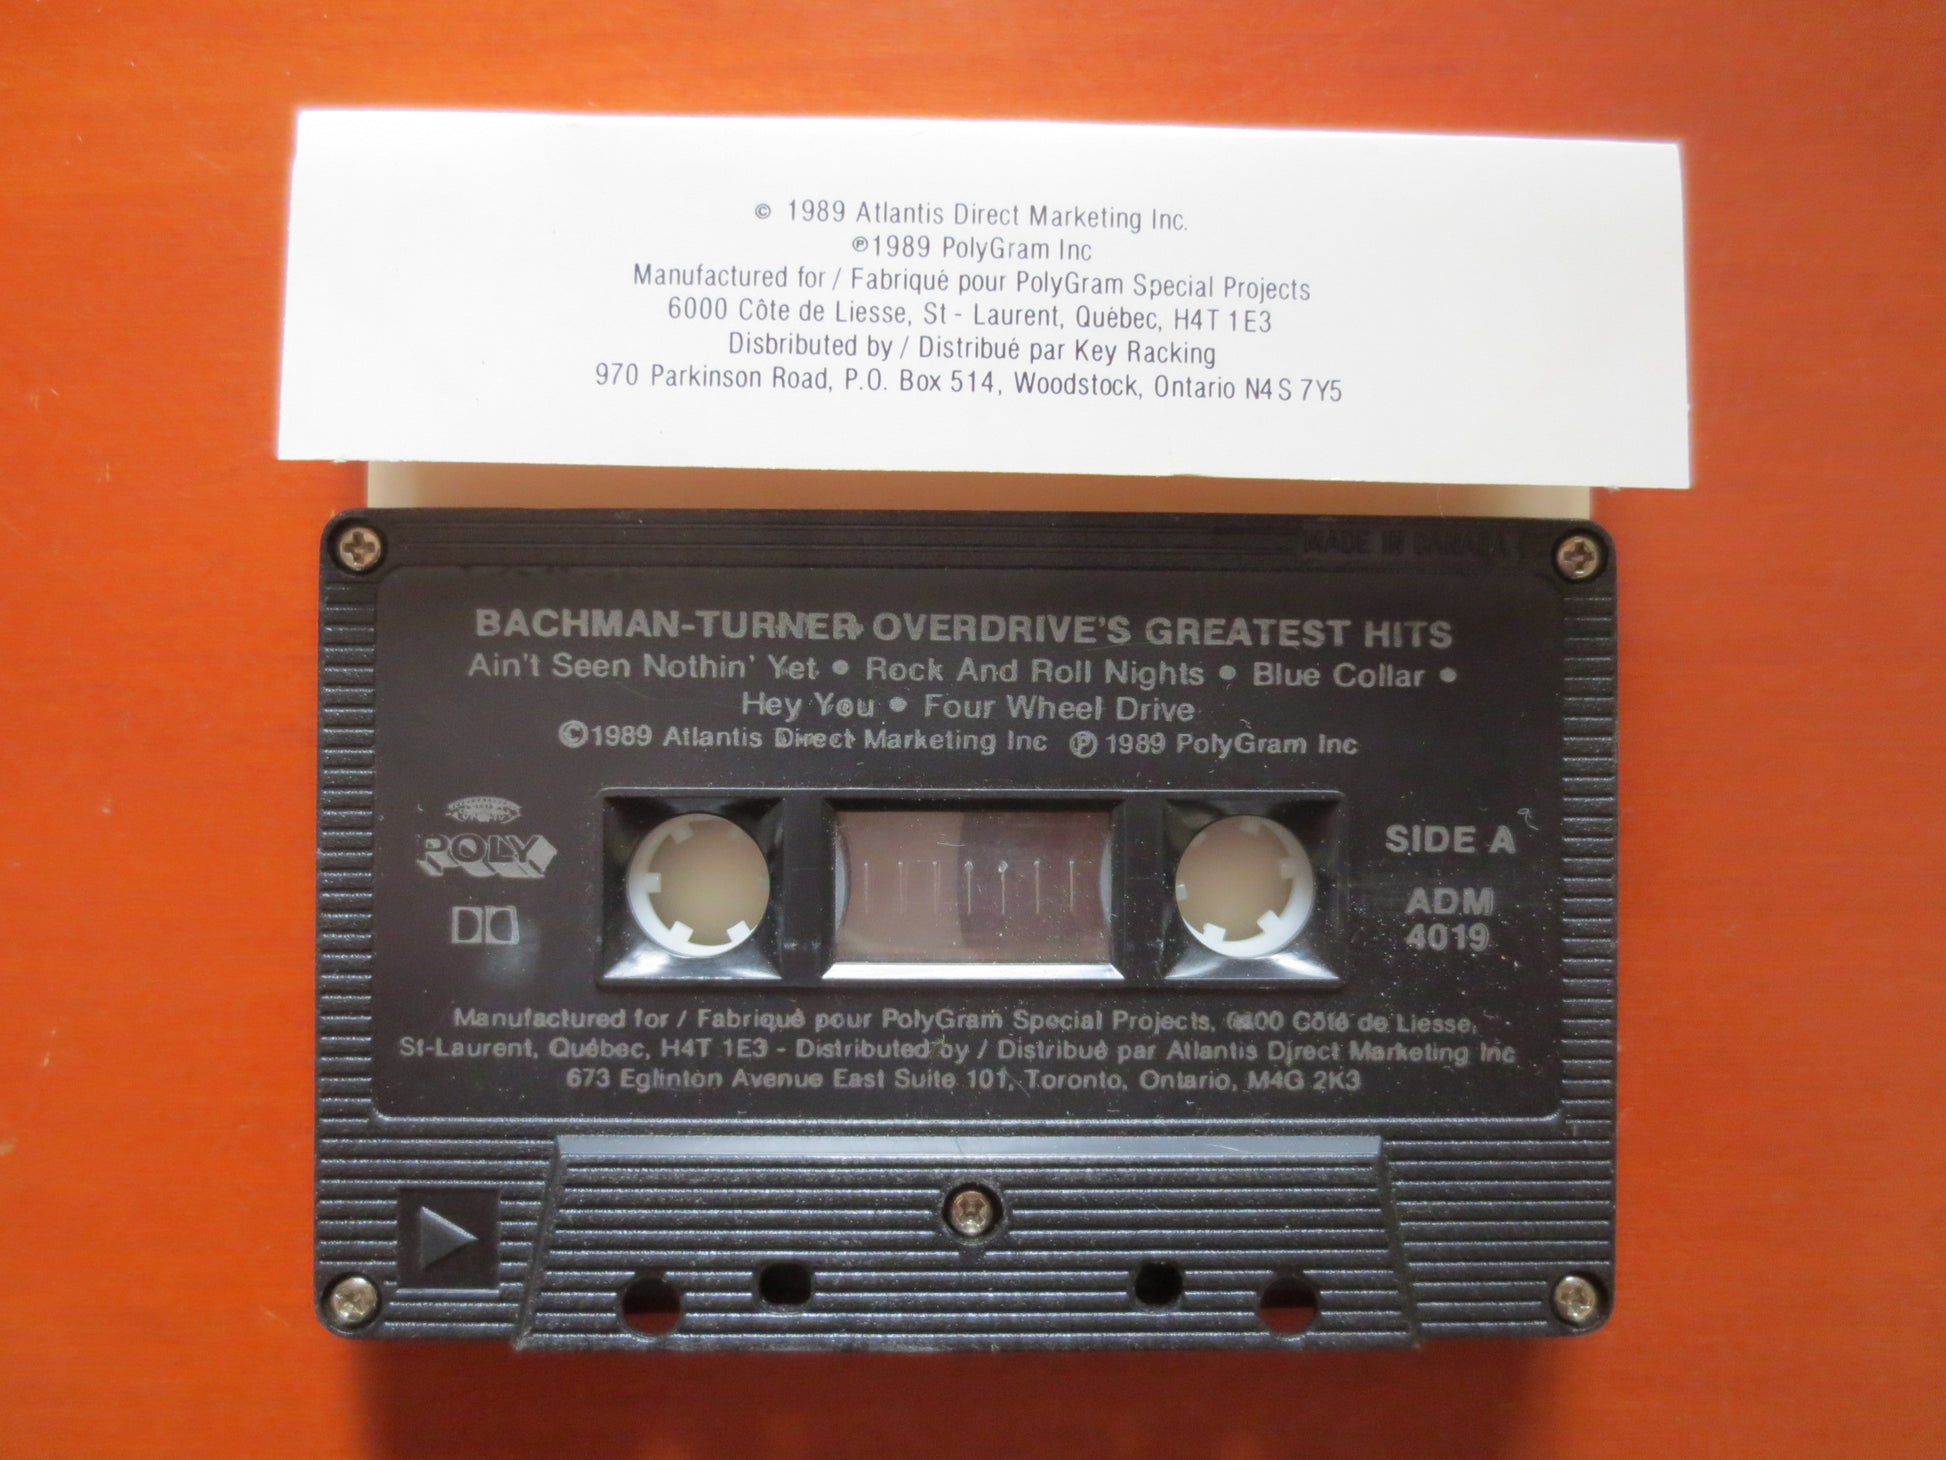 © 1989 Atlantis Direct Marketing Inc.
℗1989 PolyGram Inc
Manufactured for / Fabriqué pour PolyGram Special Projects
6000 Côte de Liesse, St - Laurent, Québec, H4T 1E3
Disbributed by / Distribué par Key Racking
970 Parkinson Road, P.O. Box 514, Woodstock, Ontario N4S 7Y5
MADE IN CANADA
BACHMAN-TURNER OVERDRIVE'S GREATEST HITS
Ain't Seen Nothin' Yet • Rock And Roll Nights • Blue Collar •
Hey You • Four Wheel Drive
©1989 Atlantis Direct Marketing Inc ℗ 1989 PolyGram Inc
POLY
SIDE A
ADM
4019
Manufactured for / Fabriqué pour PolyGram Special Projects, 6000 Côté de Liesse,
St-Laurent, Québec, H4T 1E3 - Distributed by / Distribué par Atlantis Direct Marketing Inc
673 Eglinton Avenue East Suite 101, Toronto, Ontario, M4G 2K3